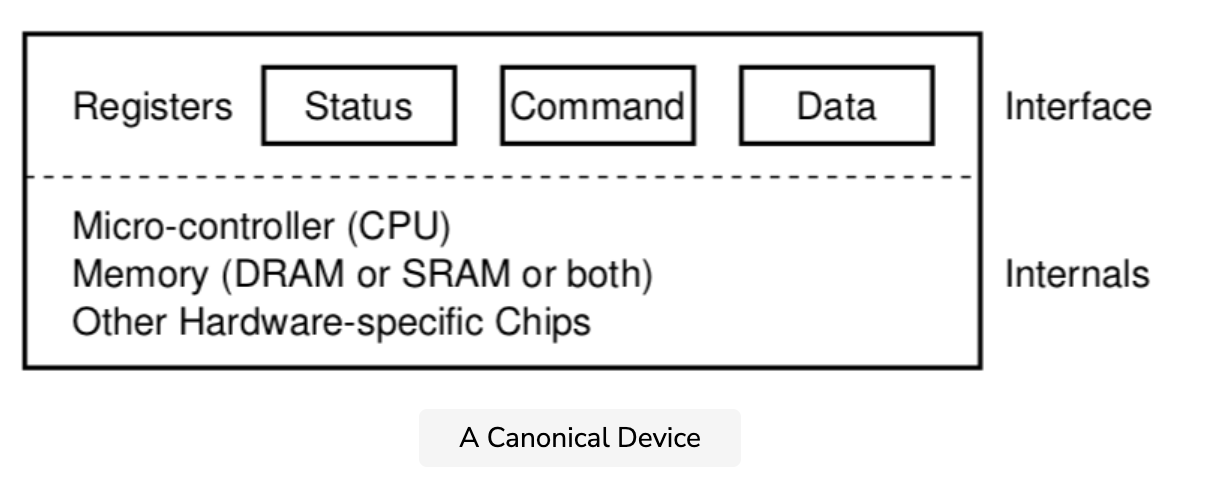 Registers Status Command Data Interface
Micro-controller (CPU)
Memory (DRAM or SRAM or both) Internals
Other Hardware-specific Chips
A Canonical Device